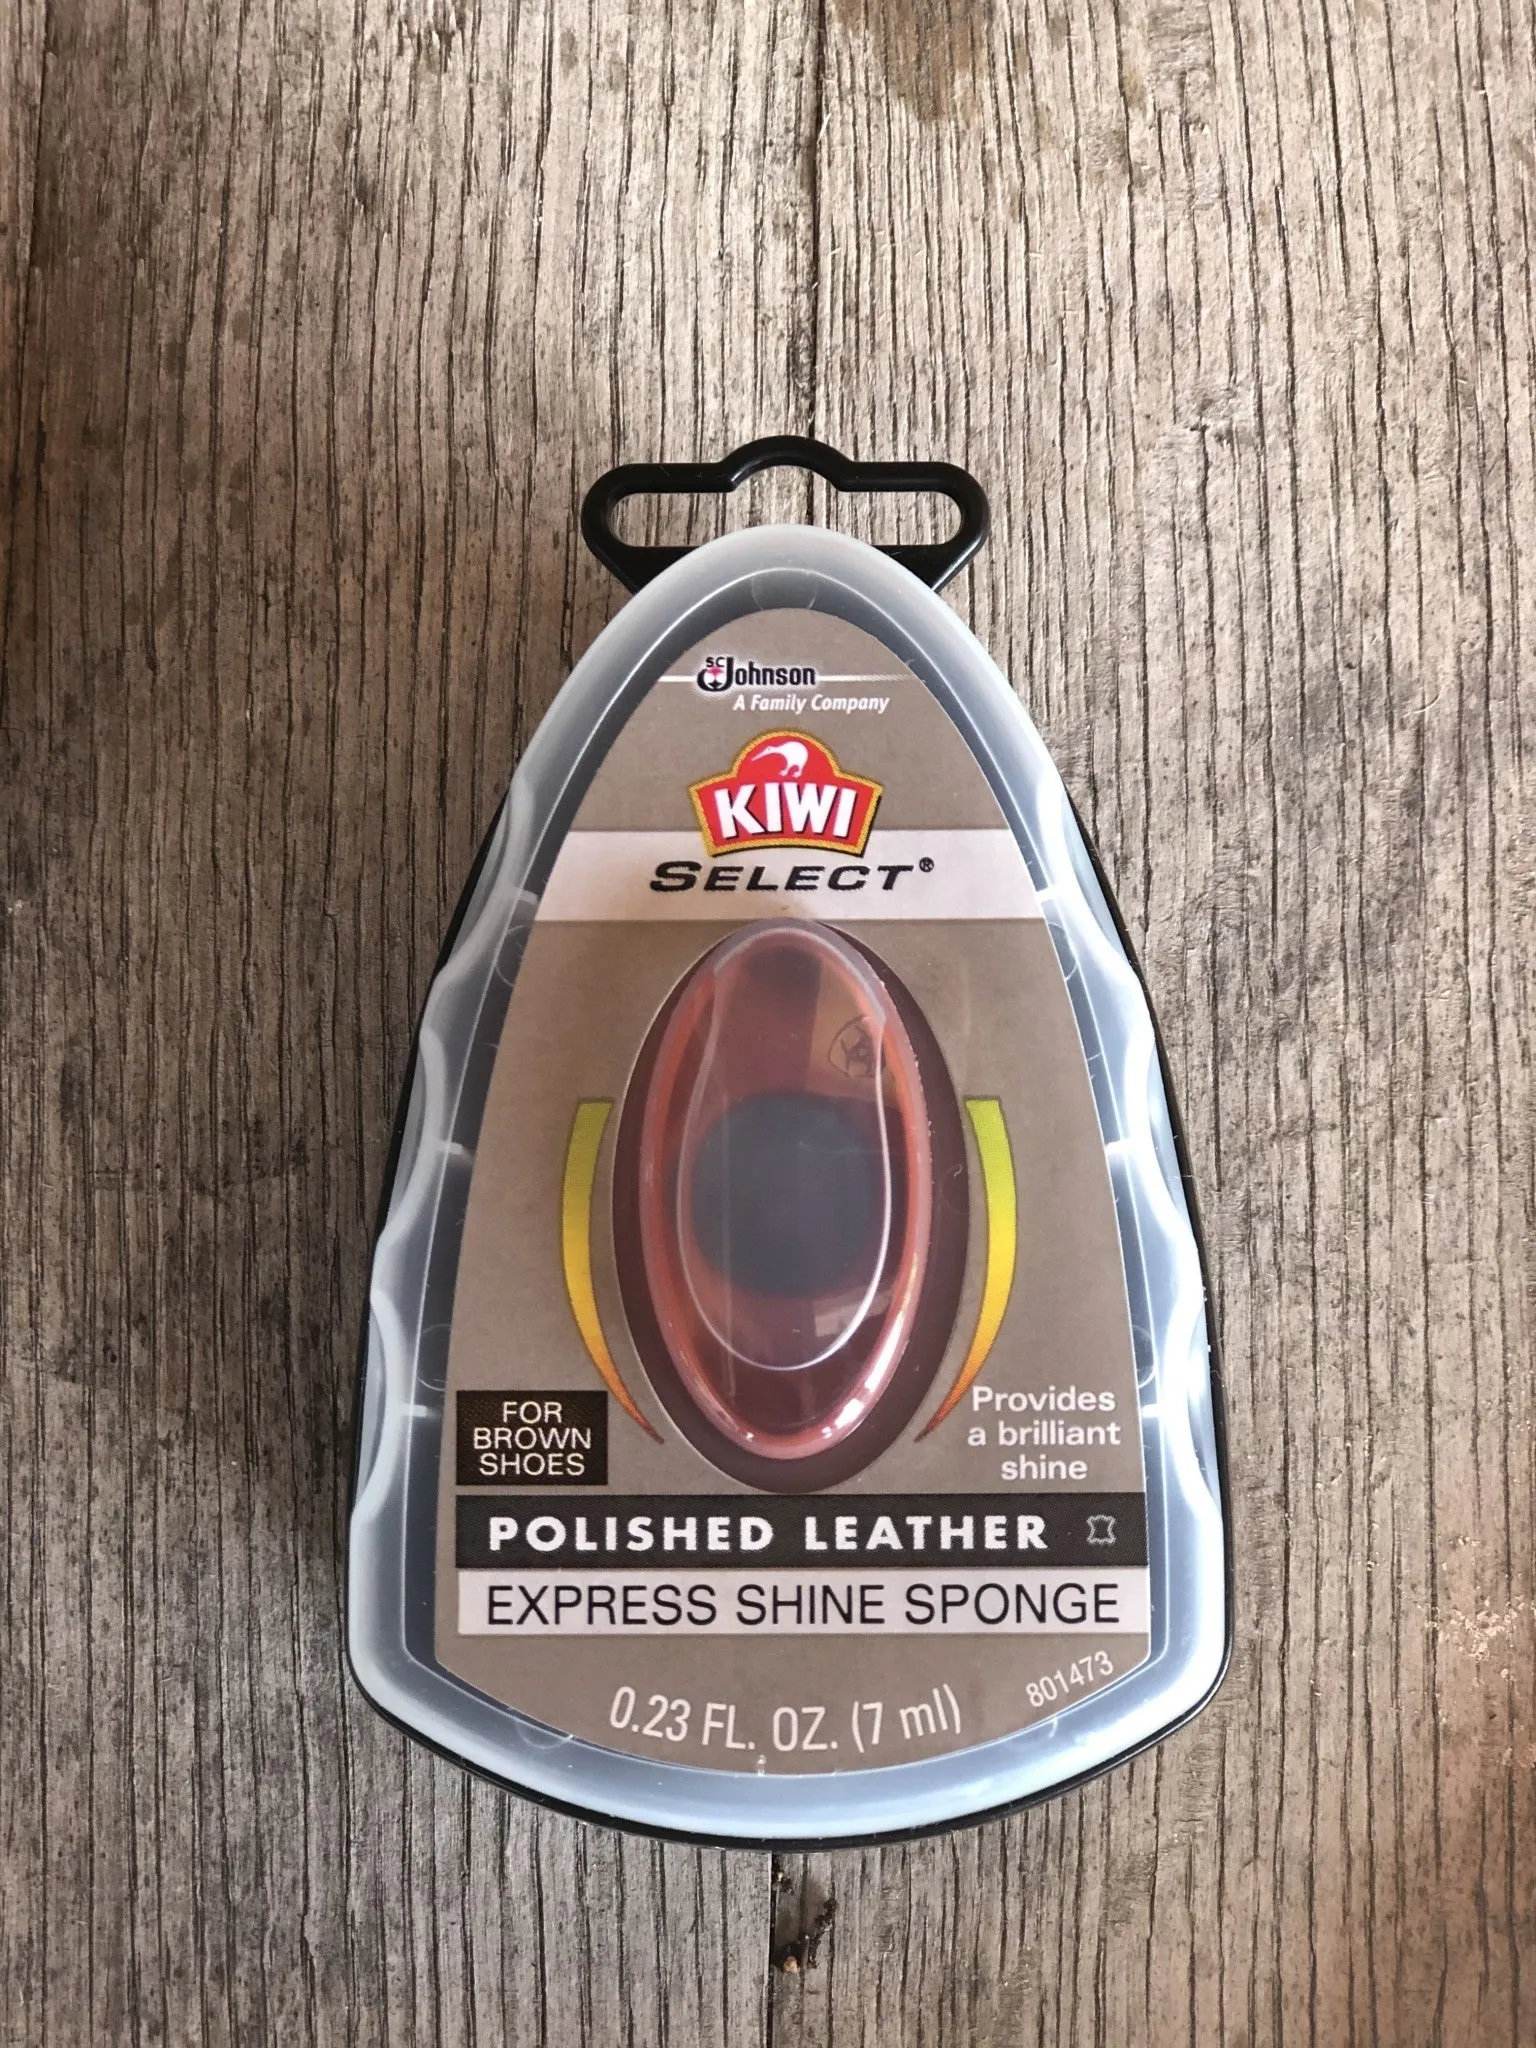 SC Johnson
A Family Company
KIWI
SELECT®
FOR
BROWN
SHOES
Provides
a brilliant
shine
POLISHED LEATHER
EXPRESS SHINE SPONGE
0.23 FL. OZ. (7 ml)
801473